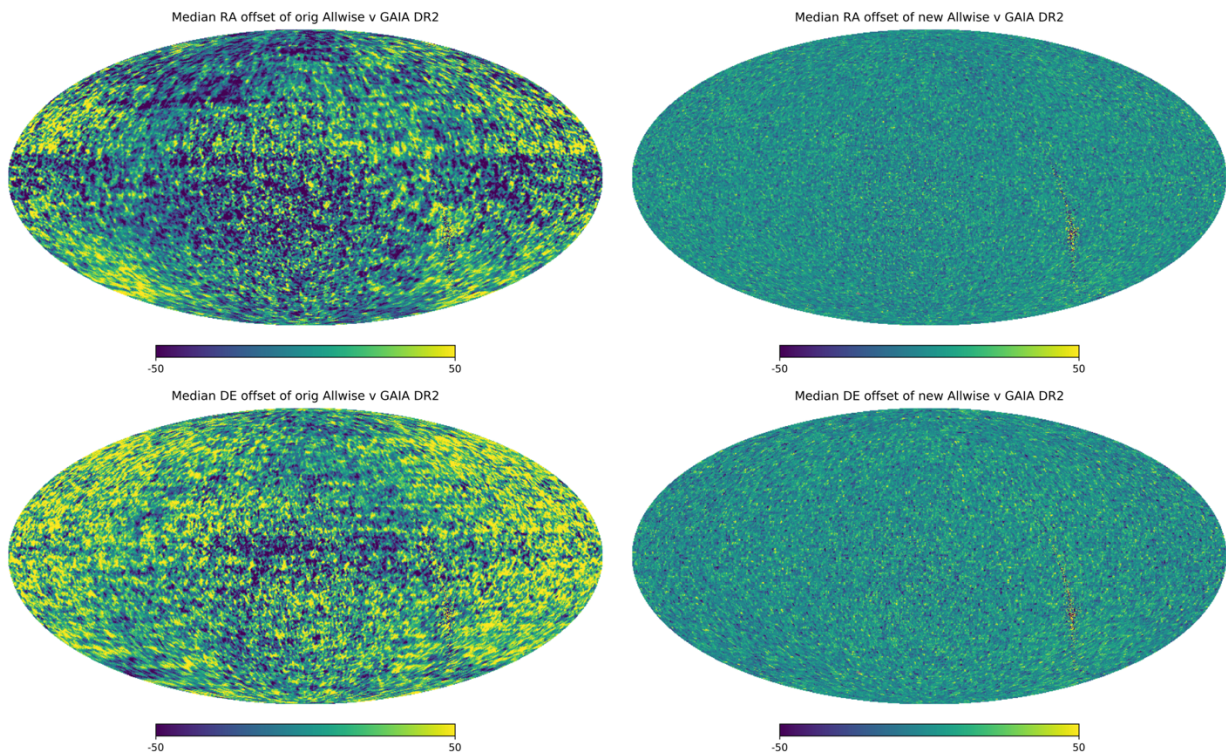 Median RA offset of orig Allwise v GAIA DR2
-50 50
Median RA offset of new Allwise v GAIA DR2
-50 50
Median DE offset of orig Allwise v GAIA DR2
-50 50
Median DE offset of new Allwise v GAIA DR2
-50 50